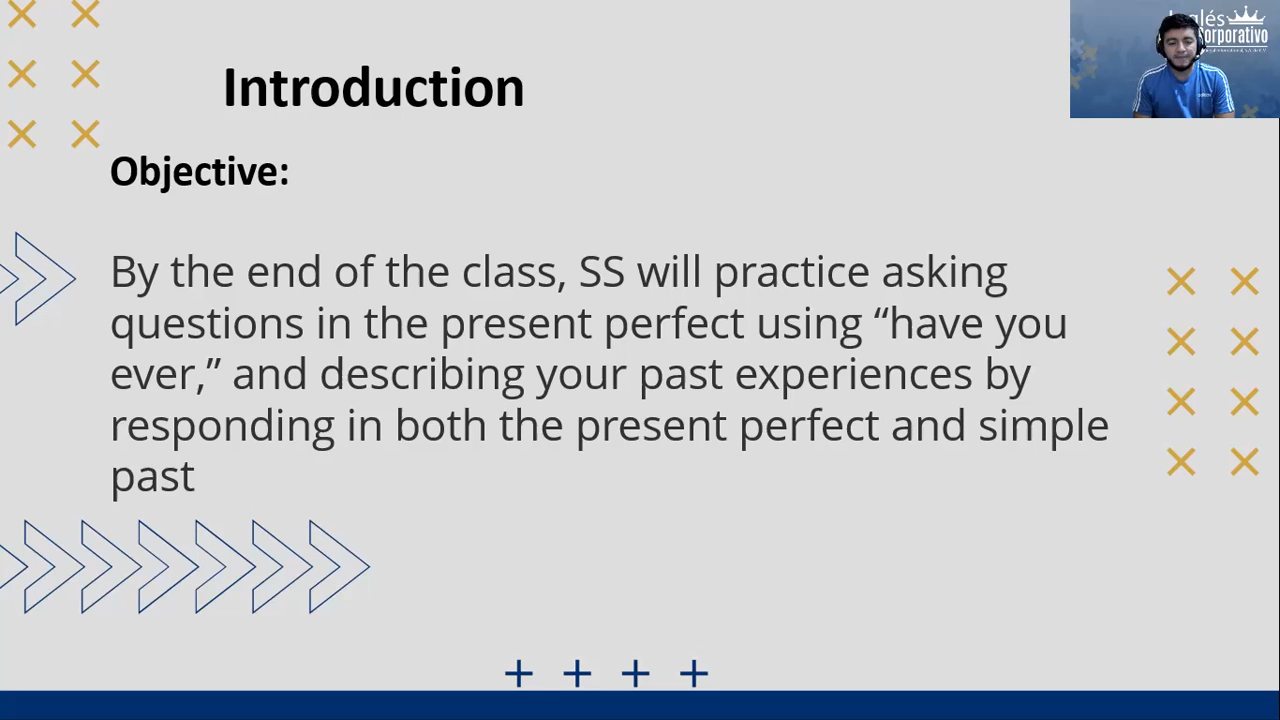 Introduction
Objective:
By the end of the class, SS will practice asking
questions in the present perfect using “have you
ever,” and describing your past experiences by
responding in both the present perfect and simple
past